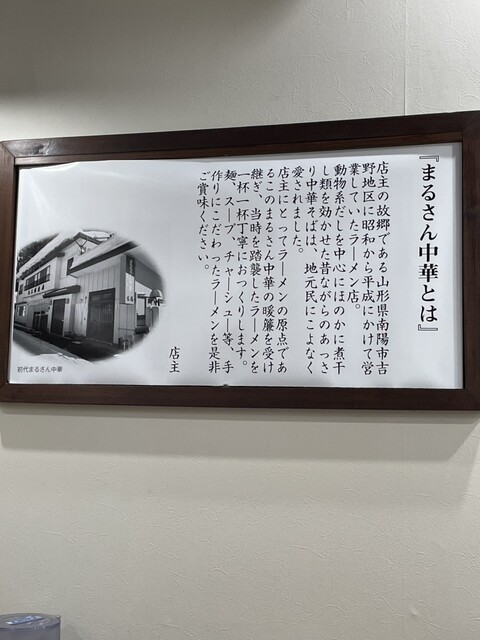 『まるさん中華とは』
店主の故郷である山形県南陽市吉
野地区に昭和から平成にかけて営
業していたラーメン店。
動物系だしを中心にほのかに煮干
し類を効かせた昔ながらのあっさ
り中華そばは、地元民にこよなく
愛されました。
店主にとってラーメンの原点であ
るこのまるさん中華の暖簾を受け
継ぎ、当時を踏襲したラーメンを
一杯一杯丁寧におつくりします。
麺、スープ、チャーシュー等、手
作りにこだわったラーメンを是非
ご賞味ください。
店主
初代まるさん中華